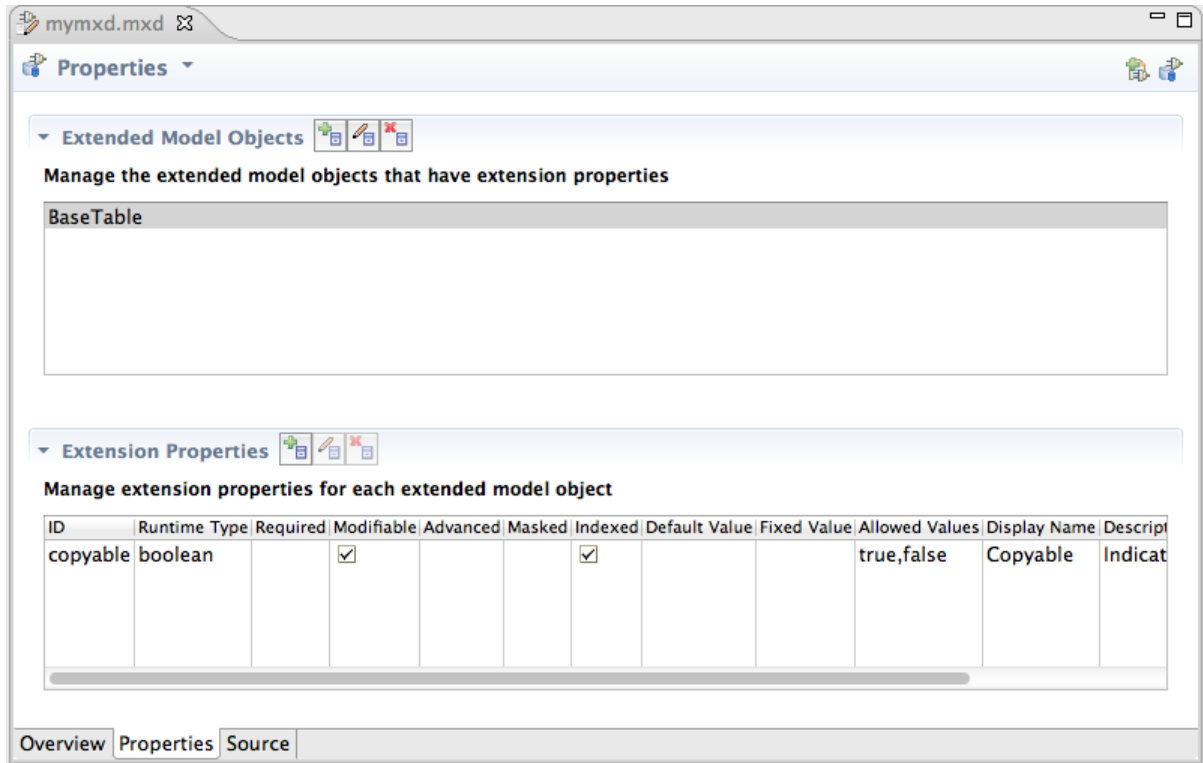 mymxd.mxd
Properties
Extended Model Objects
Manage the extended model objects that have extension properties
BaseTable
Extension Properties
Manage extension properties for each extended model object
ID Runtime Type Required Modifiable Advanced Masked Indexed Default Value Fixed Value Allowed Values Display Name Descript
copyable boolean true,false Copyable Indicat
Overview Properties Source